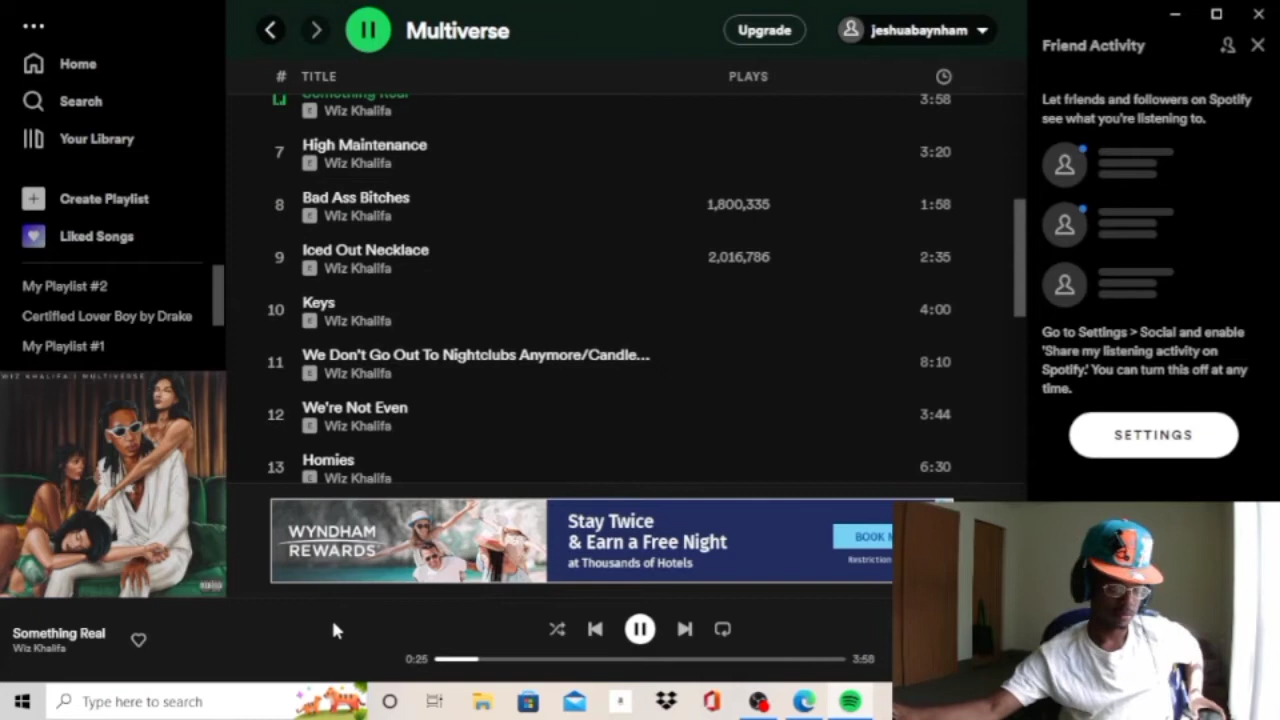 Home
Search
Your Library
Create Playlist
Liked Songs
My Playlist #2
Certified Lover Boy by Drake
My Playlist #1
WIZ KHALIFA | MULTIVERSE
Something Real
Wiz Khalifa
Multiverse
Upgrade
jeshuabaynham
# TITLE PLAYS
Something Real
E Wiz Khalifa
3:58
7 High Maintenance 3:20
E Wiz Khalifa
8 Bad Ass Bitches 1,800,335 1:58
E Wiz Khalifa
9 Iced Out Necklace 2,016,786 2:35
E Wiz Khalifa
10 Keys 4:00
E Wiz Khalifa
11 We Don't Go Out To Nightclubs Anymore/Candle... 8:10
E Wiz Khalifa
12 We're Not Even 3:44
E Wiz Khalifa
13 Homies 6:30
E Wiz Khalifa
WYNDHAM
REWARDS
Stay Twice
& Earn a Free Night
at Thousands of Hotels
BOOK
Restriction
0:25 3:58
Friend Activity
Let friends and followers on Spotify
see what you're listening to.
Go to Settings > Social and enable
'Share my listening activity on
Spotify.' You can turn this off at any
time.
SETTINGS
Type here to search